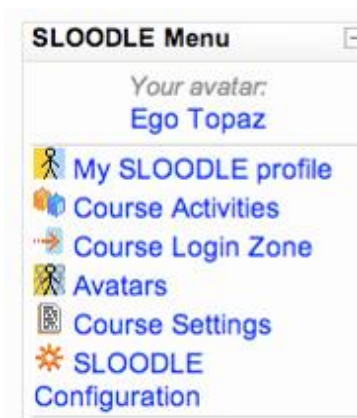 SLOODLE Menu
Your avatar:
Ego Topaz
My SLOODLE profile
Course Activities
Course Login Zone
Avatars
Course Settings
SLOODLE
Configuration